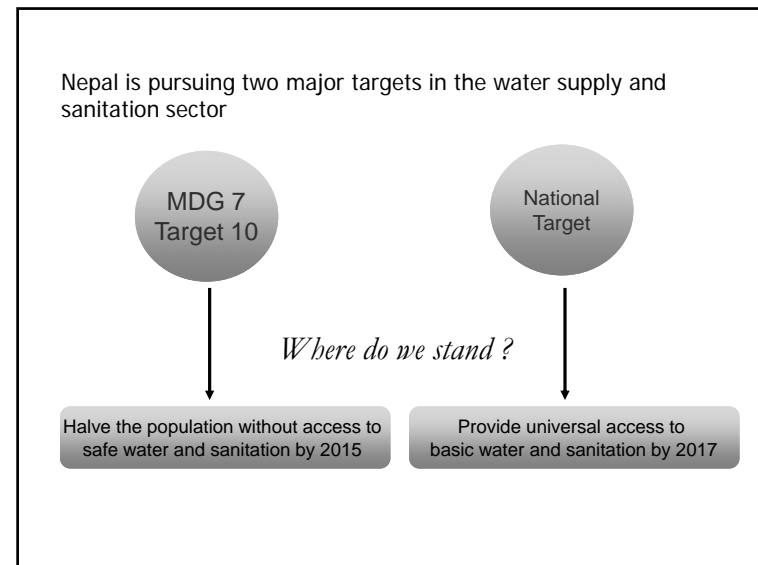 Nepal is pursuing two major targets in the water supply and
sanitation sector
MDG 7
Target 10
National
Target
Where do we stand ?
Halve the population without access to
safe water and sanitation by 2015
Provide universal access to
basic water and sanitation by 2017